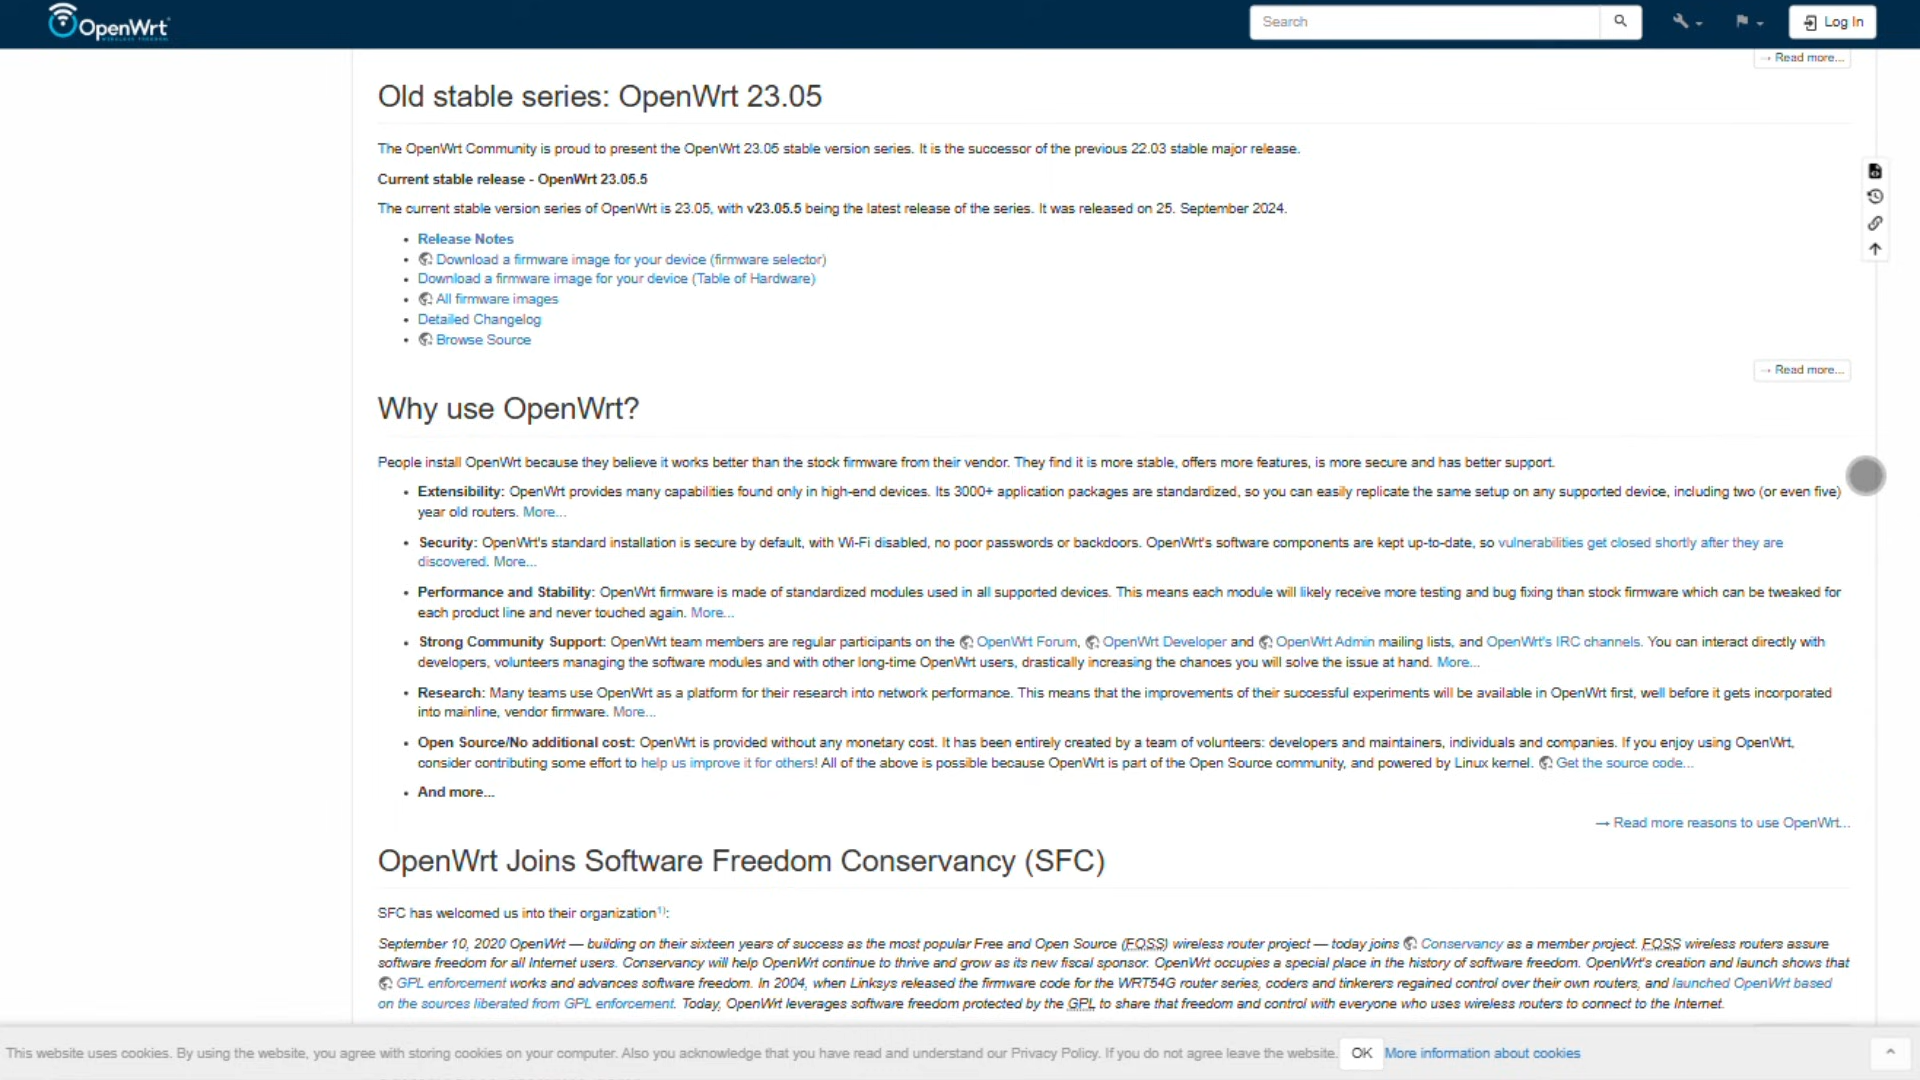 OpenWrt
Search
Log In
→ Read more...
Old stable series: OpenWrt 23.05
The OpenWrt Community is proud to present the OpenWrt 23.05 stable version series. It is the successor of the previous 22.03 stable major release.
Current stable release - OpenWrt 23.05.5
The current stable version series of OpenWrt is 23.05, with v23.05.5 being the latest release of the series. It was released on 25. September 2024.
• Release Notes
• Download a firmware image for your device (firmware selector)
• Download a firmware image for your device (Table of Hardware)
• All firmware images
• Detailed Changelog
• Browse Source
→ Read more...
Why use OpenWrt?
People install OpenWrt because they believe it works better than the stock firmware from their vendor. They find it is more stable, offers more features, is more secure and has better support.
• Extensibility: OpenWrt provides many capabilities found only in high-end devices. Its 3000+ application packages are standardized, so you can easily replicate the same setup on any supported device, including two (or even five)
year old routers. More...
• Security: OpenWrt's standard installation is secure by default, with Wi-Fi disabled, no poor passwords or backdoors. OpenWrt's software components are kept up-to-date, so vulnerabilities get closed shortly after they are
discovered. More...
• Performance and Stability: OpenWrt firmware is made of standardized modules used in all supported devices. This means each module will likely receive more testing and bug fixing than stock firmware which can be tweaked for
each product line and never touched again. More...
• Strong Community Support: OpenWrt team members are regular participants on the OpenWrt Forum, OpenWrt Developer and OpenWrt Admin mailing lists, and OpenWrt's IRC channels. You can interact directly with
developers, volunteers managing the software modules and with other long-time OpenWrt users, drastically increasing the chances you will solve the issue at hand. More...
• Research: Many teams use OpenWrt as a platform for their research into network performance. This means that the improvements of their successful experiments will be available in OpenWrt first, well before it gets incorporated
into mainline, vendor firmware. More...
• Open Source/No additional cost: OpenWrt is provided without any monetary cost. It has been entirely created by a team of volunteers: developers and maintainers, individuals and companies. If you enjoy using OpenWrt,
consider contributing some effort to help us improve it for others! All of the above is possible because OpenWrt is part of the Open Source community, and powered by Linux kernel. Get the source code...
• And more...
→ Read more reasons to use OpenWrt...
OpenWrt Joins Software Freedom Conservancy (SFC)
SFC has welcomed us into their organization1):
September 10, 2020 OpenWrt — building on their sixteen years of success as the most popular Free and Open Source (FOSS) wireless router project — today joins Conservancy as a member project. FOSS wireless routers assure
software freedom for all Internet users. Conservancy will help OpenWrt continue to thrive and grow as its new fiscal sponsor. OpenWrt occupies a special place in the history of software freedom. OpenWrt's creation and launch shows that
GPL enforcement works and advances software freedom. In 2004, when Linksys released the firmware code for the WRT54G router series, coders and tinkerers regained control over their own routers, and launched OpenWrt based
on the sources liberated from GPL enforcement. Today, OpenWrt leverages software freedom protected by the GPL to share that freedom and control with everyone who uses wireless routers to connect to the Internet.
This website uses cookies. By using the website, you agree with storing cookies on your computer. Also you acknowledge that you have read and understand our Privacy Policy. If you do not agree leave the website. OK More information about cookies